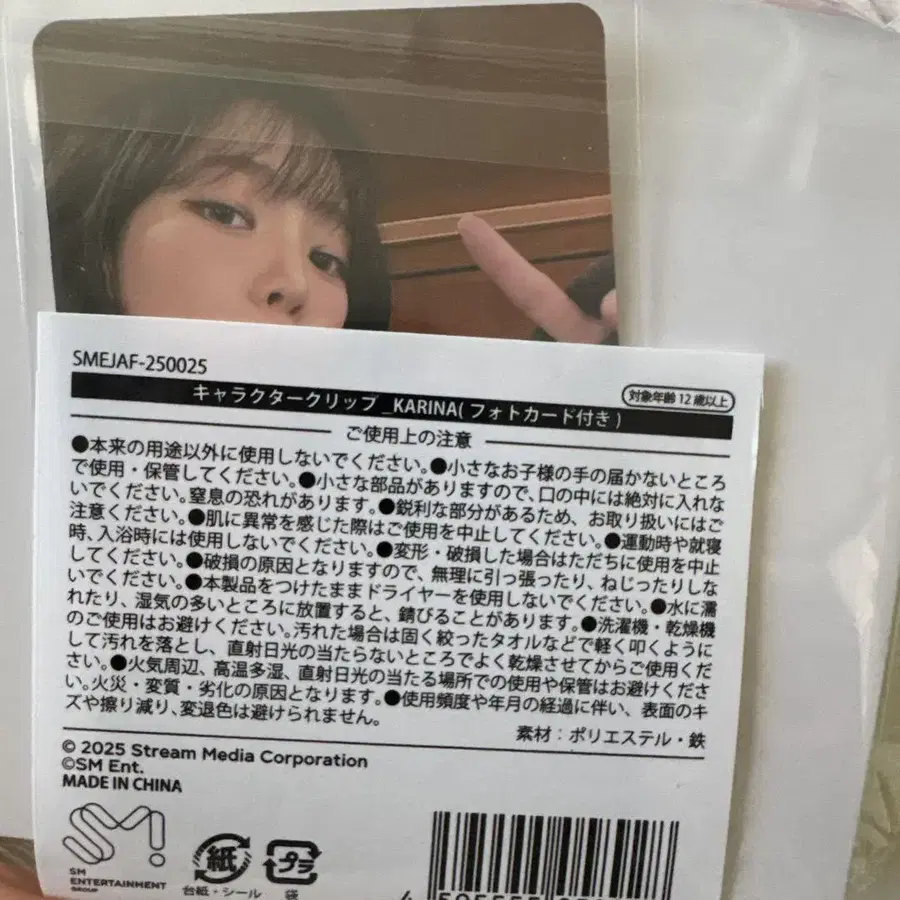 SMEJAF-250025
キャラクタークリップ_KARINA(フォトカード付き)
対象年齢12歳以上
ご使用上の注意
●本来の用途以外に使用しないでください。●小さなお子様の手の届かないところ
で使用・保管してください。●小さな部品がありますので、口の中には絶対に入れな
いでください。窒息の恐れがあります。●鋭利な部分があるため、お取り扱いにはご
注意ください。●肌に異常を感じた際はご使用を中止してください。●運動時や就寝
時、入浴時には使用しないでください。●変形・破損した場合はただちに使用を中止
してください。●破損の原因となりますので、無理に引っ張ったり、ねじったりしな
いでください。●本製品をつけたままドライヤーを使用しないでください。●水に濡
れたり、湿気の多いところに放置すると、錆びることがあります。●洗濯機・乾燥機
のご使用はお避けください。汚れた場合は固く絞ったタオルなどで軽く叩くように
して汚れを落とし、直射日光の当たらないところでよく乾燥させてからご使用くだ
さい。●火気周辺、高温多湿、直射日光の当たる場所での使用や保管はお避けくださ
い。火災・変質・劣化の原因となります。●使用頻度や年月の経過に伴い、表面のキ
ズや擦り減り、変退色は避けられません。
素材：ポリエステル・鉄
© 2025 Stream Media Corporation
©SM Ent.
MADE IN CHINA
SM!
SM
ENTERTAINMENT
GROUP
紙
台紙・シール
プラ
袋